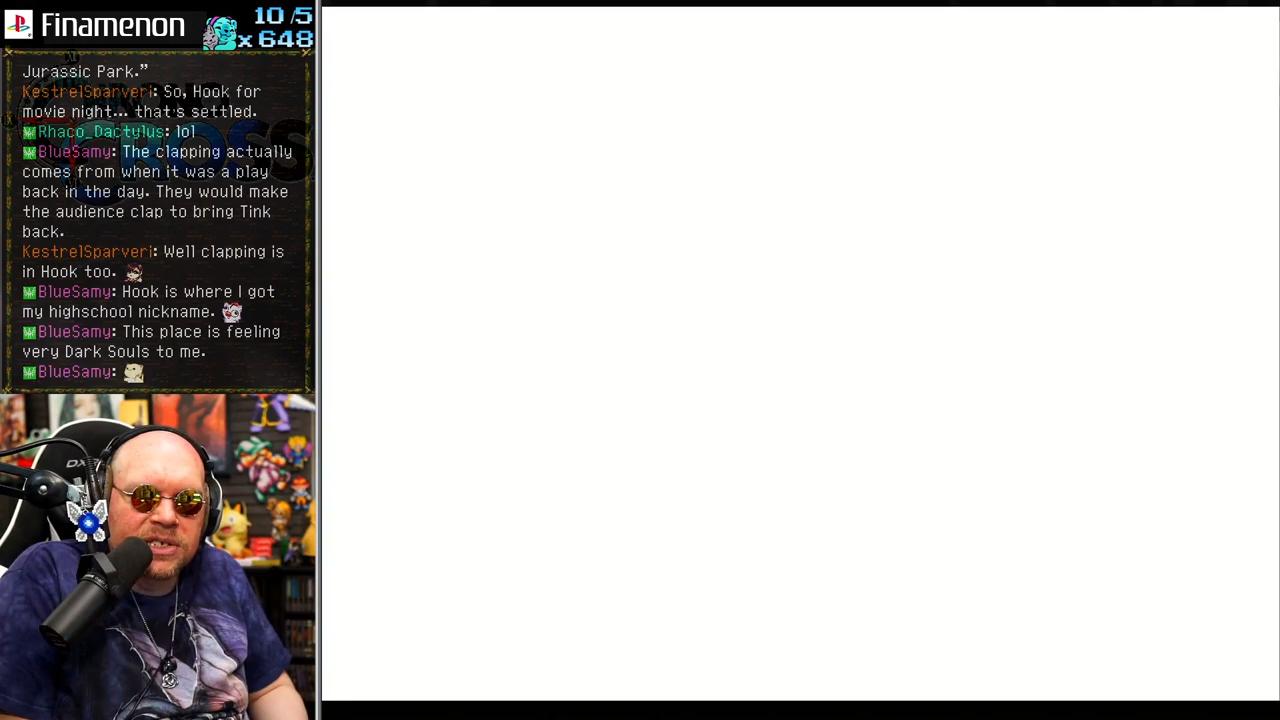 Finamenon
10/5
x648
Jurassic Park.”
KestrelSparveri: So, Hook for
movie night... that's settled.
Rhaco_Dactylus: lol
BlueSamy: The clapping actually
comes from when it was a play
back in the day. They would make
the audience clap to bring Tink
back.
KestrelSparveri: Well clapping is
in Hook too.
BlueSamy: Hook is where I got
my highschool nickname.
BlueSamy: This place is feeling
very Dark Souls to me.
BlueSamy:
CROSS
DX